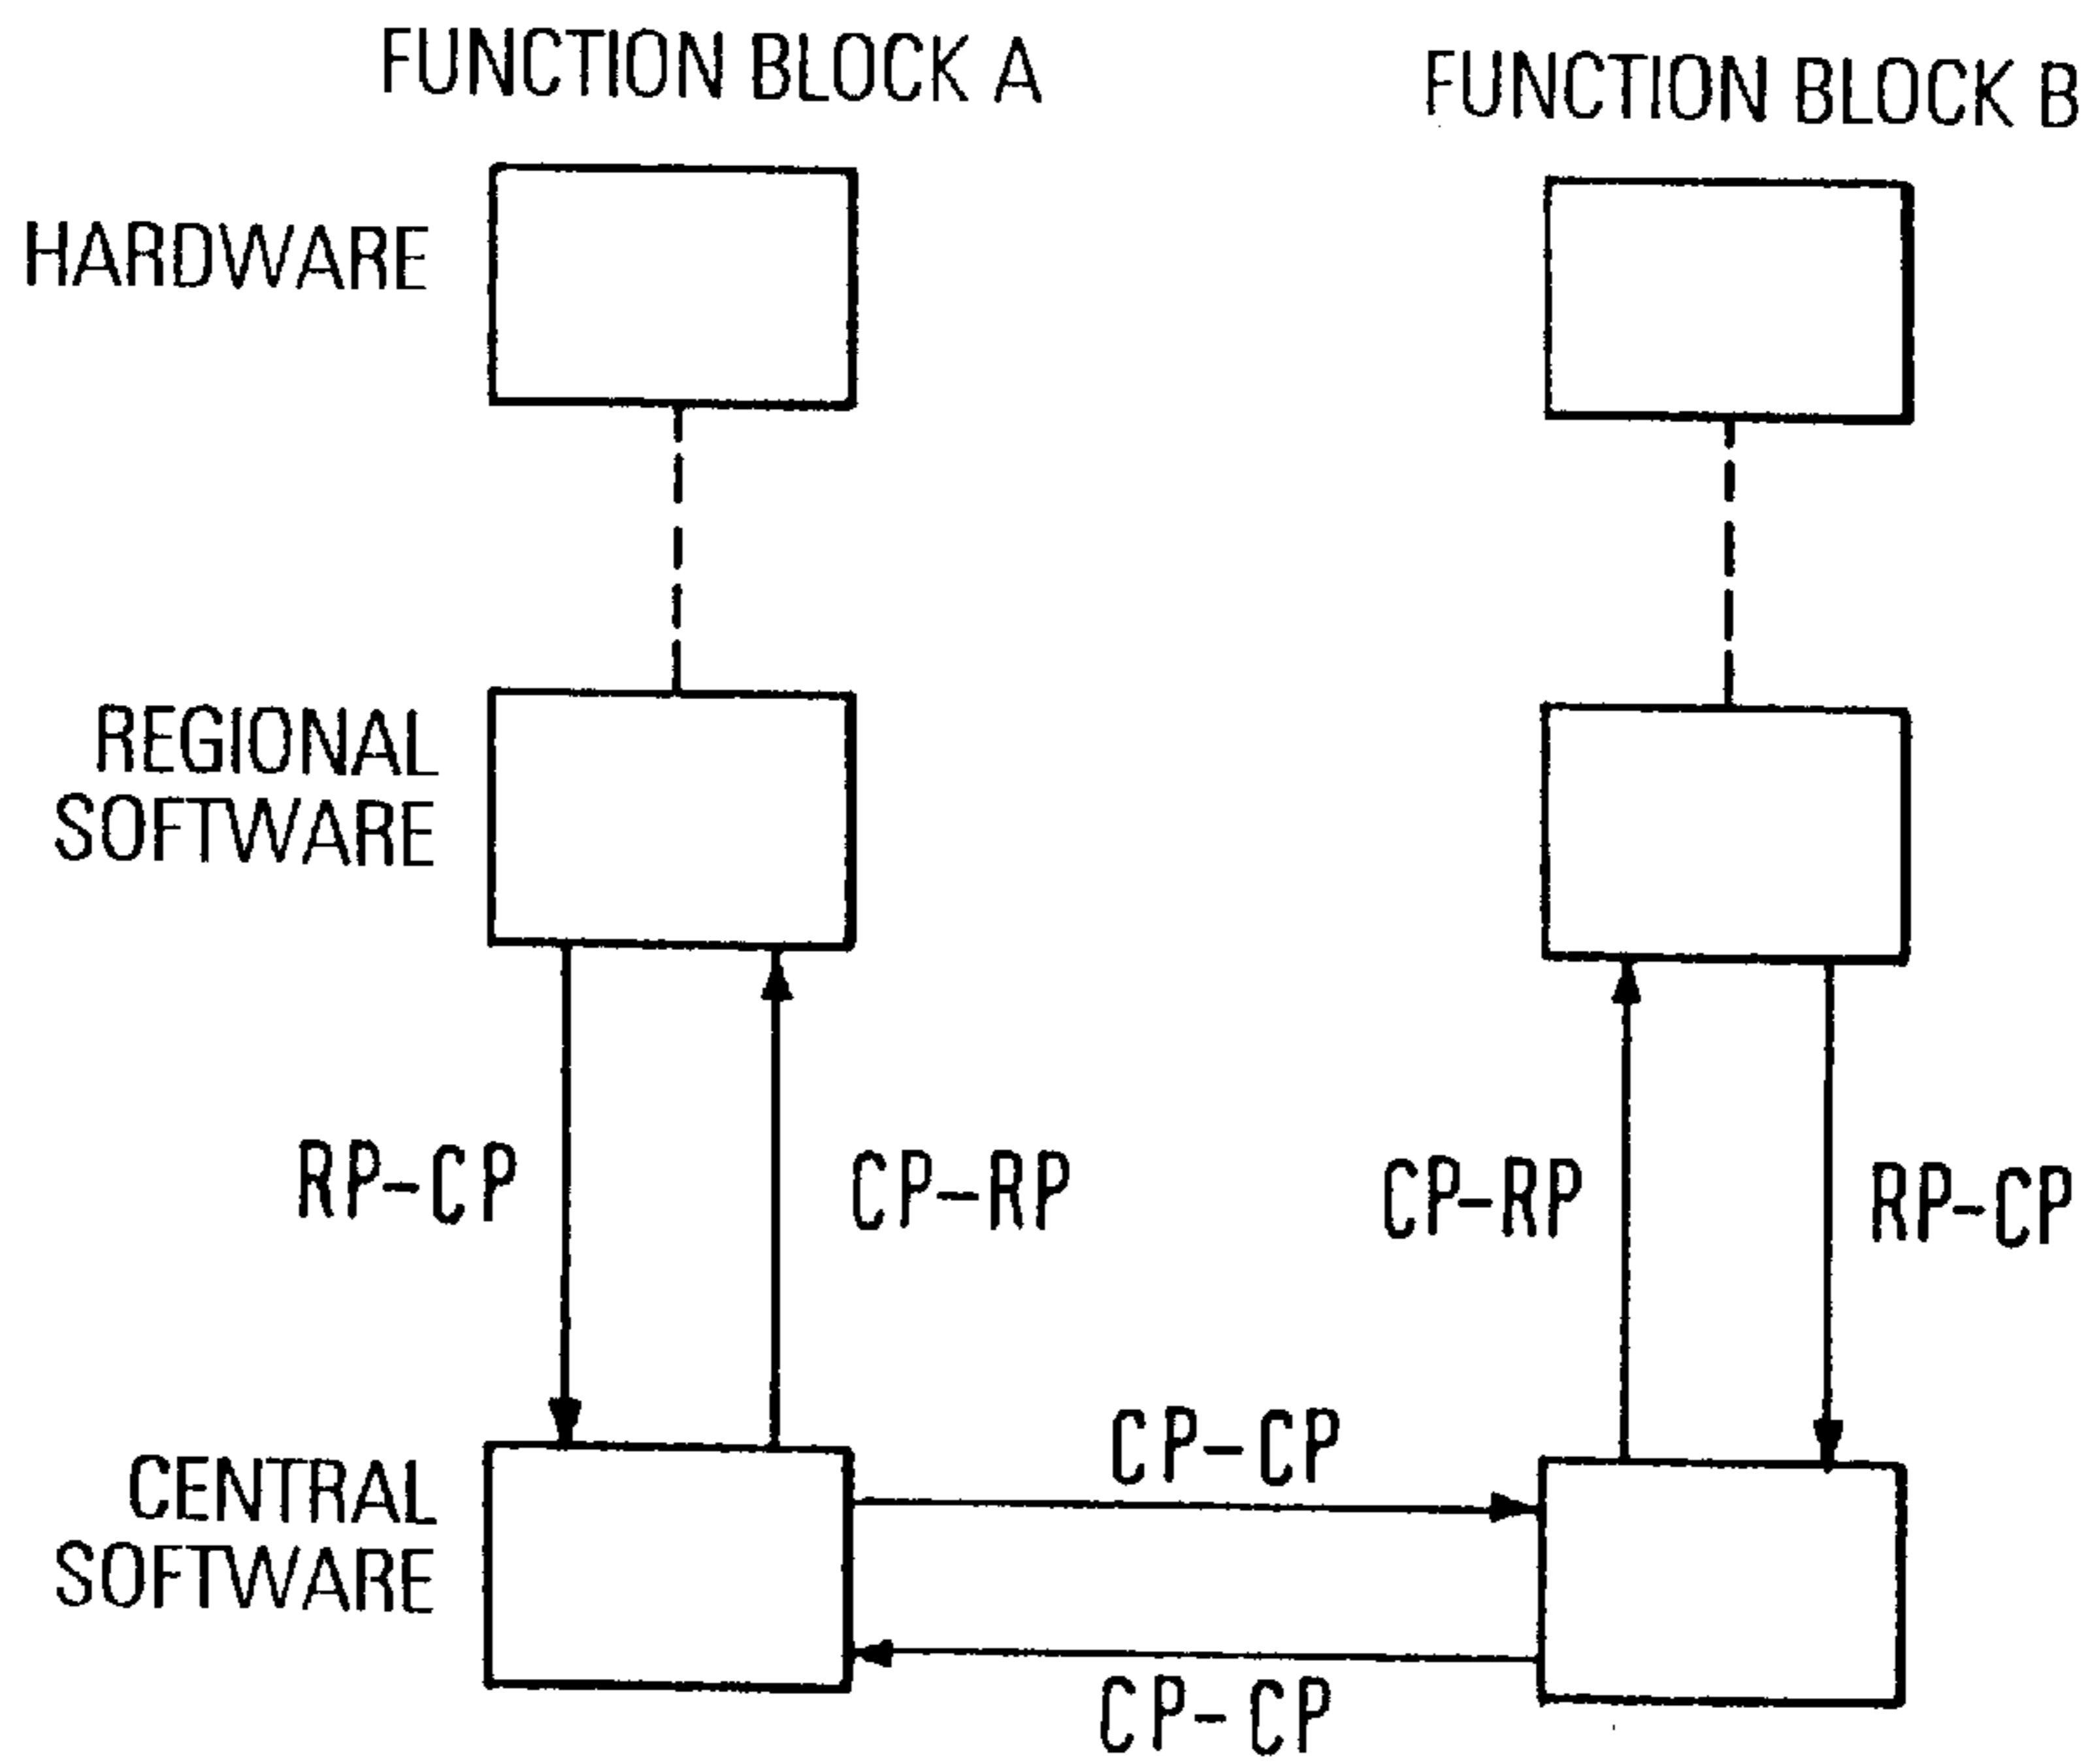 FUNCTION BLOCK A
FUNCTION BLOCK B
HARDWARE
REGIONAL
SOFTWARE
RP-CP
CP-RP
CP-RP
RP-CP
CENTRAL
SOFTWARE
CP-CP
CP-CP